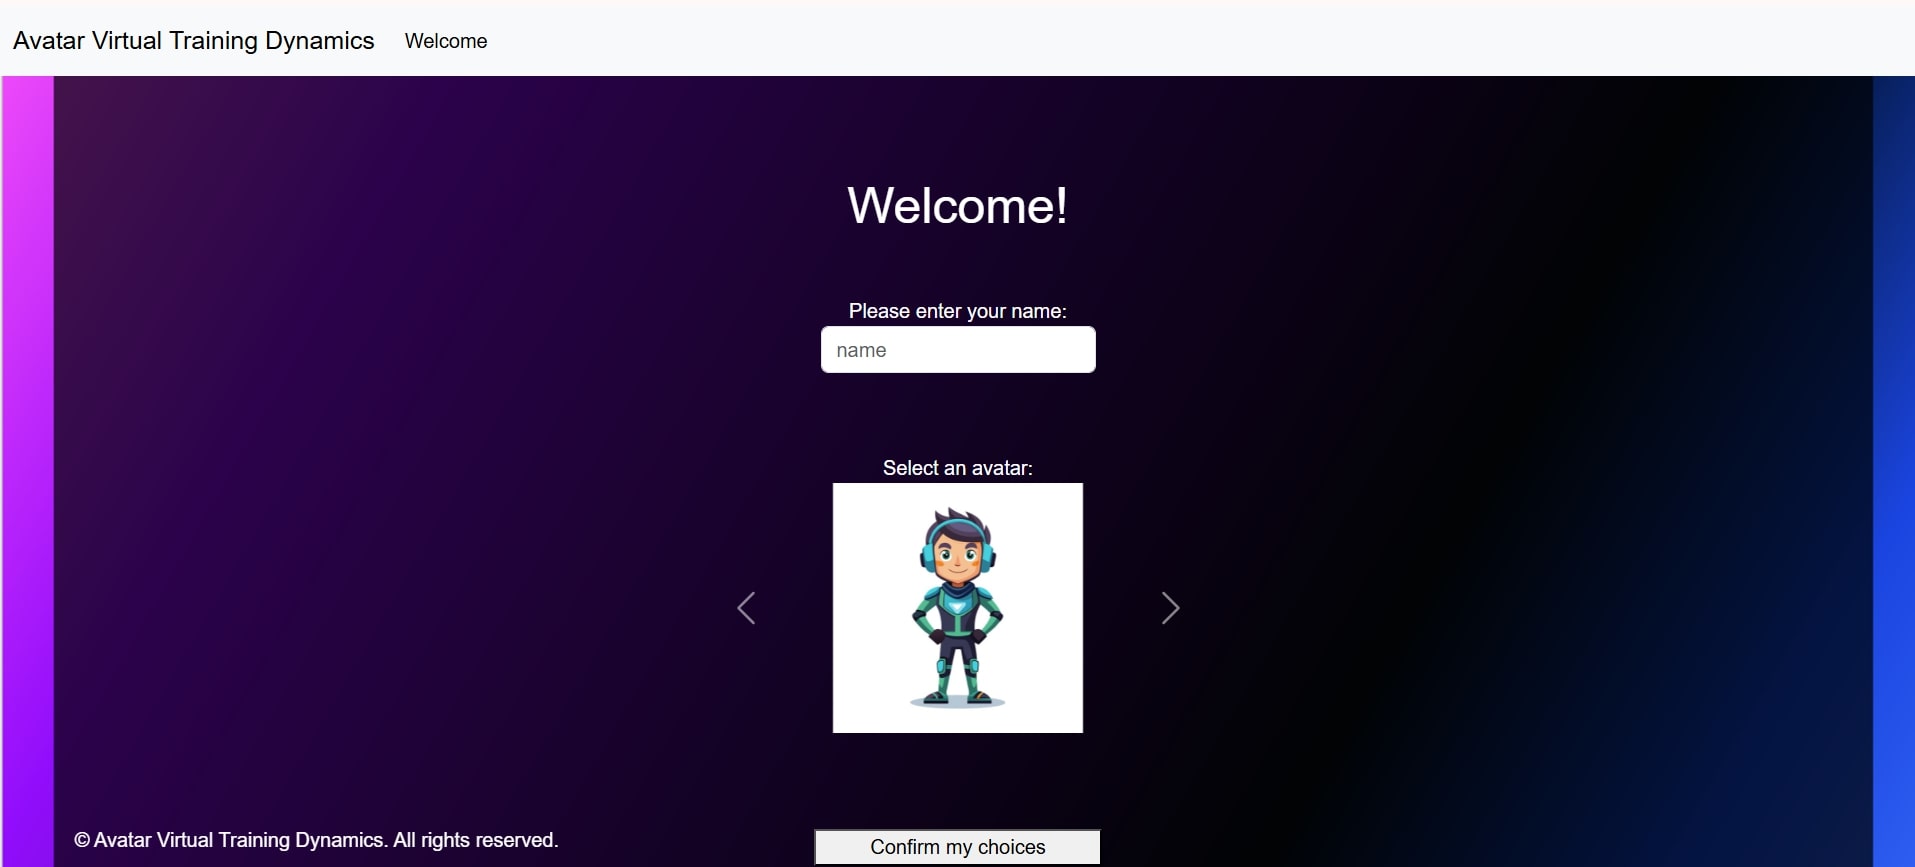 Avatar Virtual Training Dynamics Welcome
Welcome!
Please enter your name:
name
Select an avatar:
© Avatar Virtual Training Dynamics. All rights reserved.
Confirm my choices